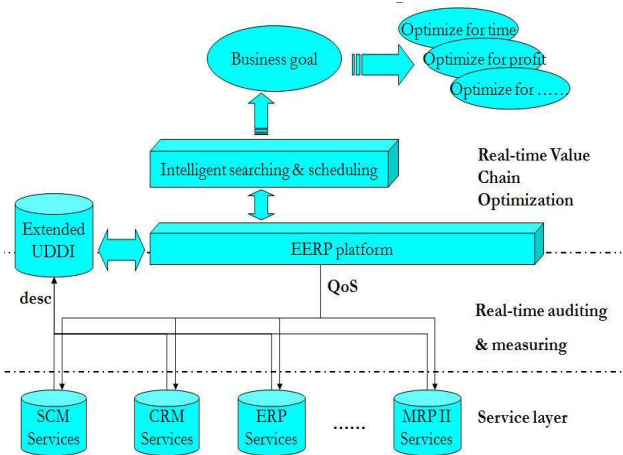 Optimize for time
Business goal
Optimize for profit
Optimize for ......
Intelligent searching & scheduling
Real-time Value
Chain
Optimization
Extended
UDDI
EERP platform
desc
QoS
Real-time auditing
& measuring
SCM
Services
CRM
Services
ERP
Services
......
MRP II
Services
Service layer